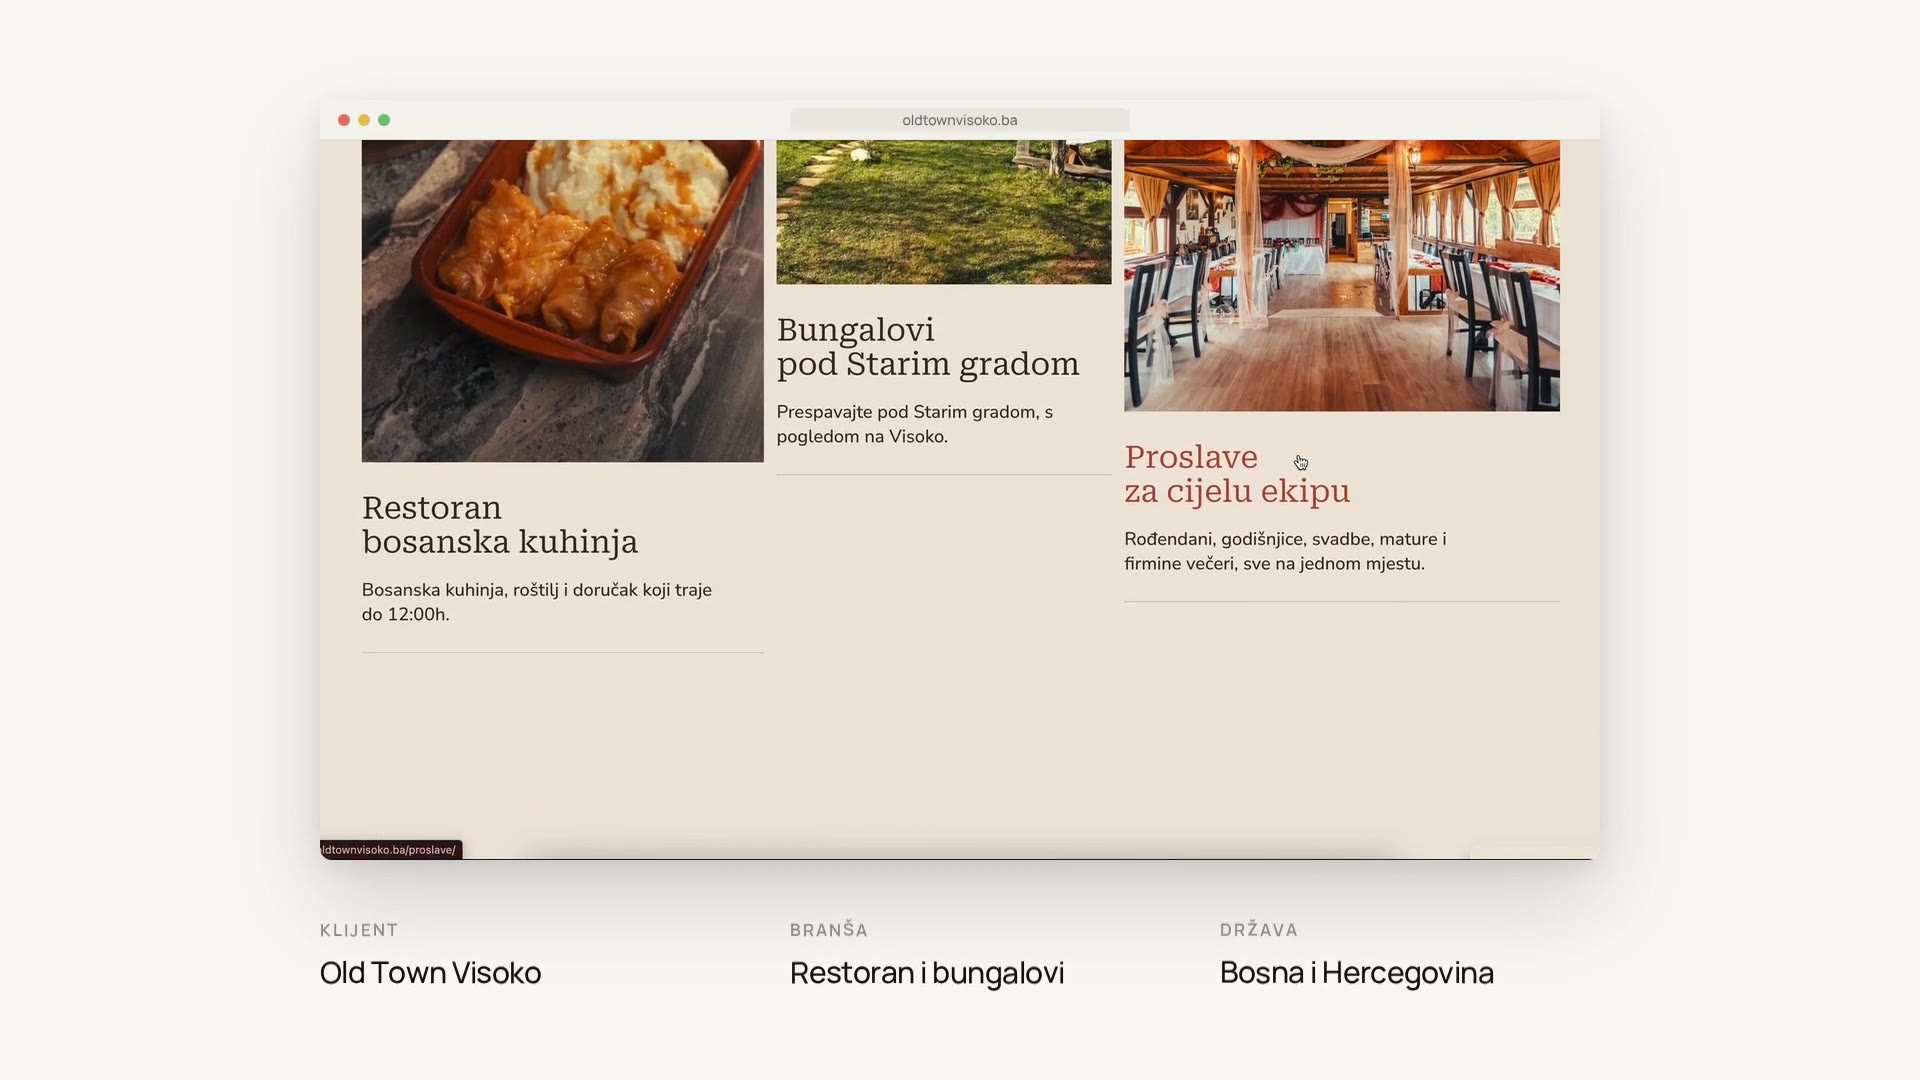 oldtownvisoko.ba
Restoran
bosanska kuhinja
Bosanska kuhinja, roštilj i doručak koji traje
do 12:00h.
Bungalovi
pod Starim gradom
Prespavajte pod Starim gradom, s
pogledom na Visoko.
Proslave
za cijelu ekipu
Rođendani, godišnjice, svadbe, mature i
firmine večeri, sve na jednom mjestu.
ldtownvisoko.ba/proslave/
KLIJENT
Old Town Visoko
BRANŠA
Restoran i bungalovi
DRŽAVA
Bosna i Hercegovina